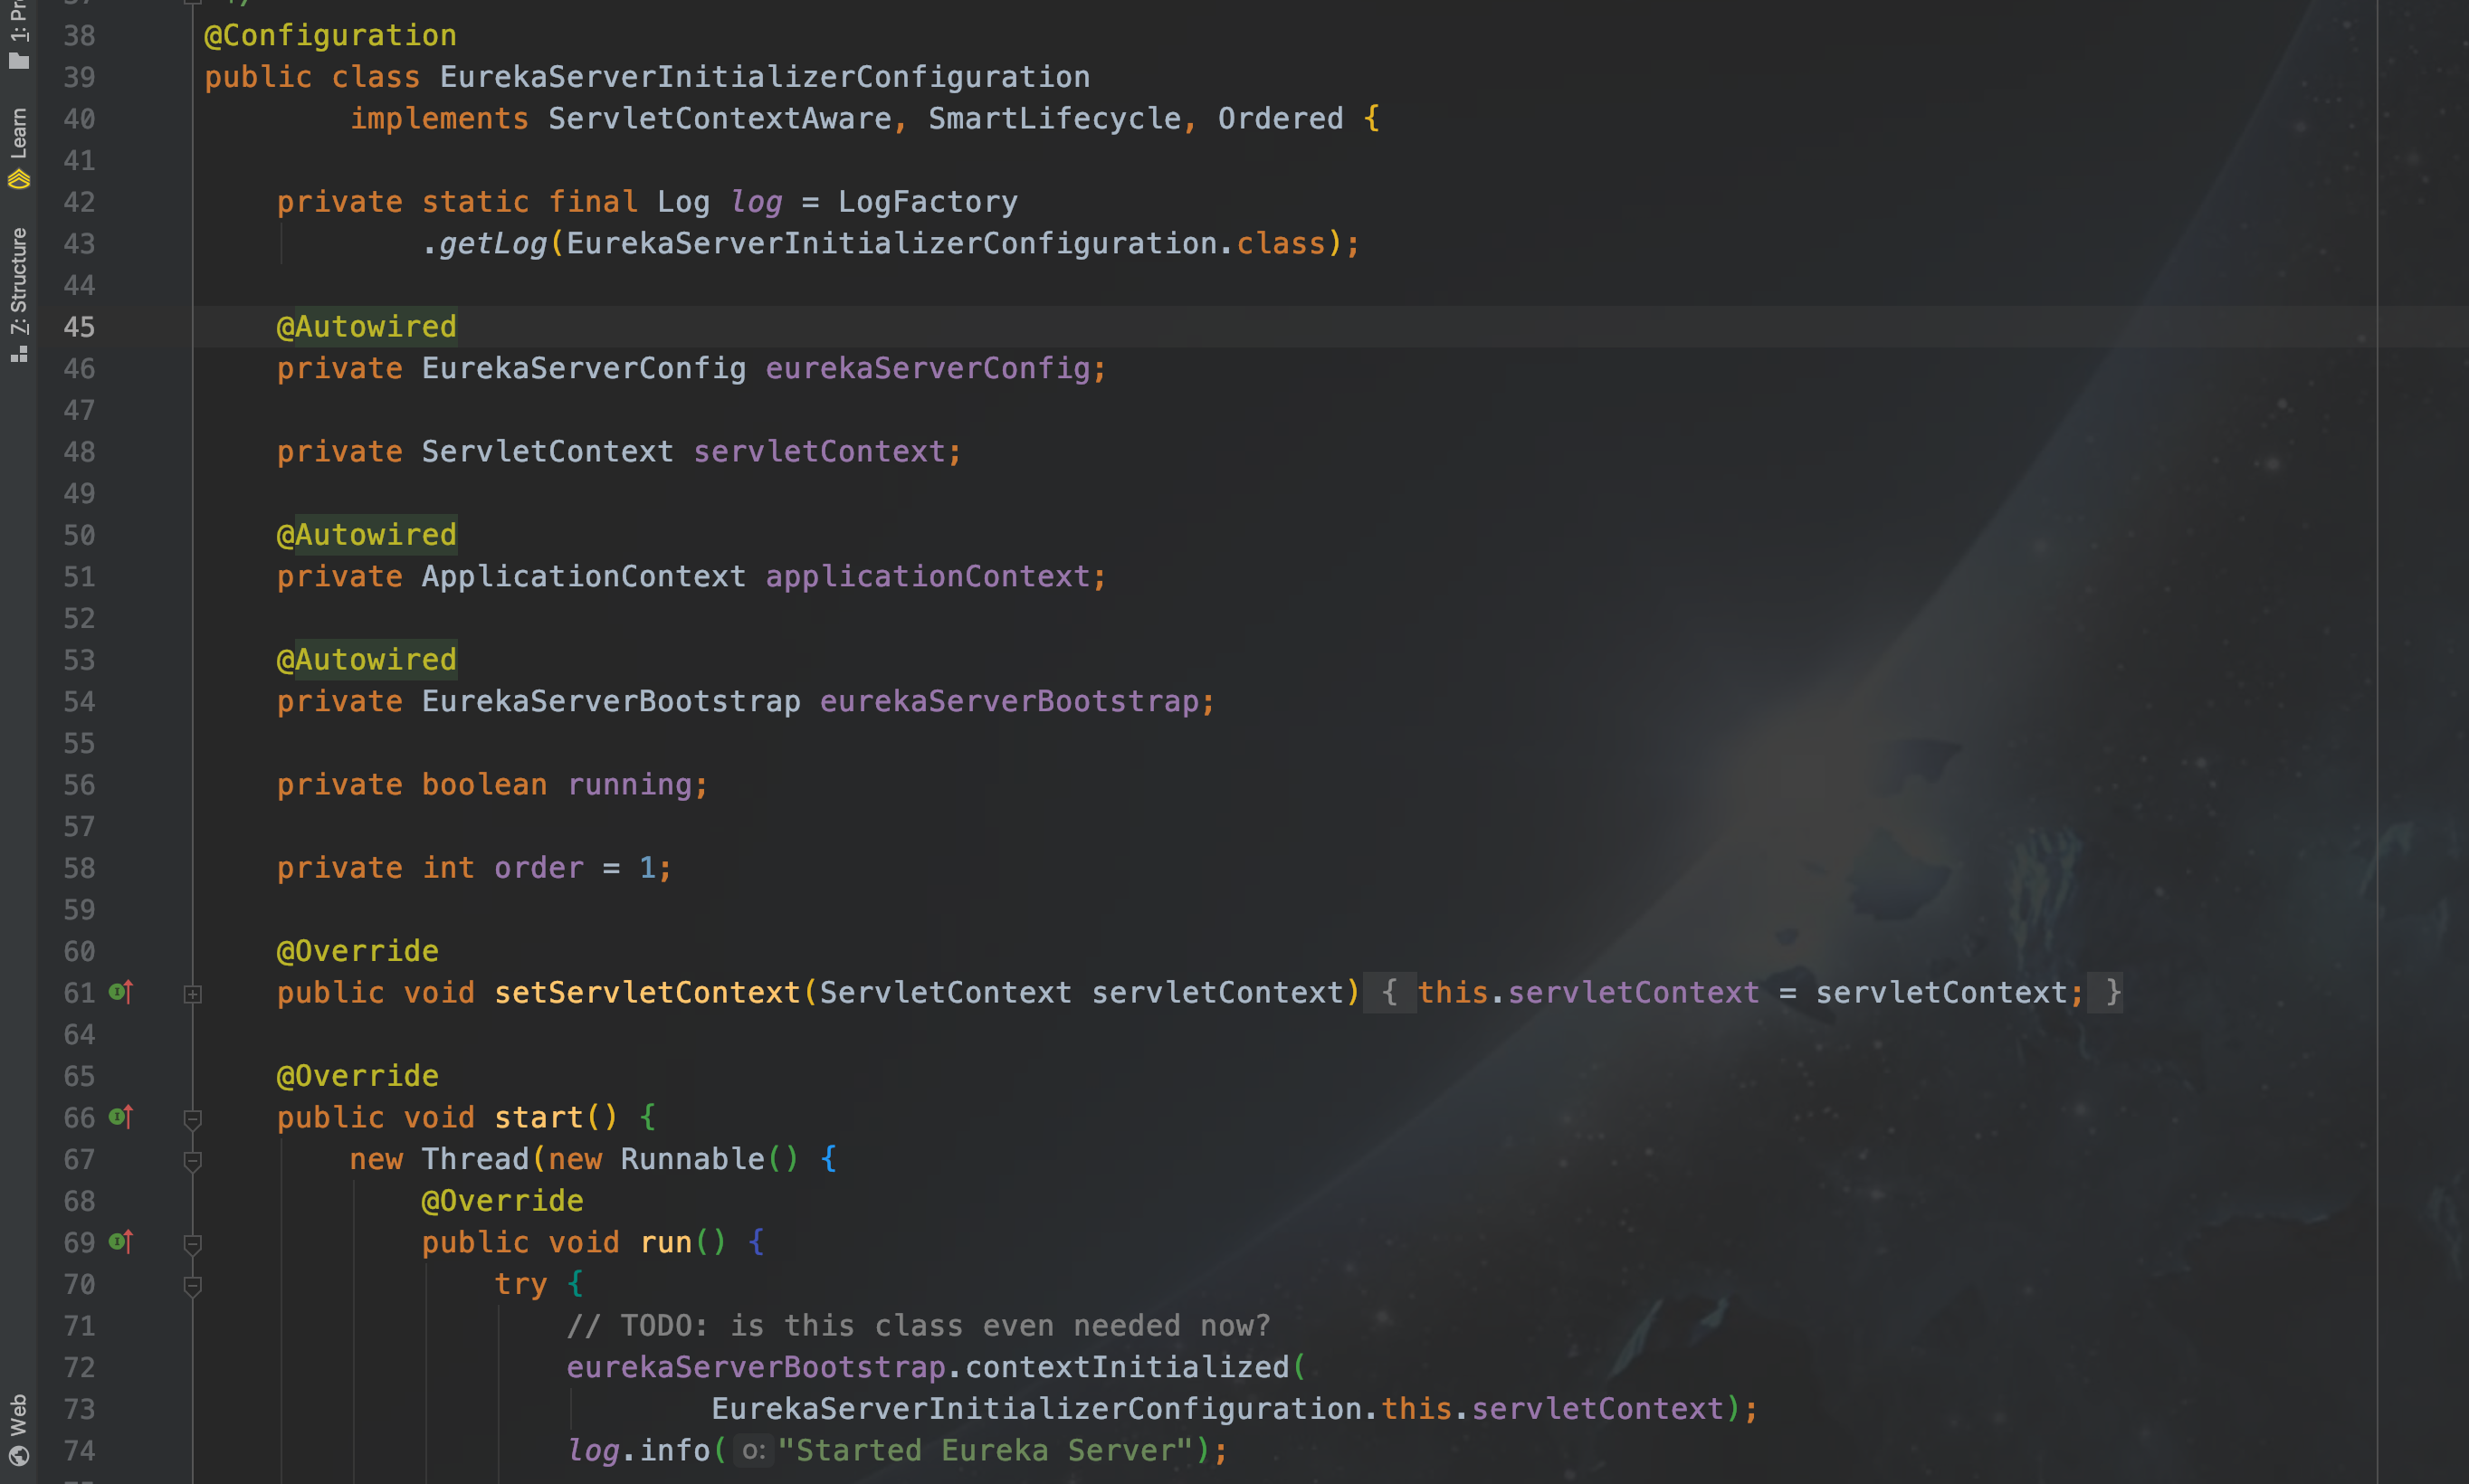 1: Pr
Learn
7: Structure
Web
38 @Configuration
39 public class EurekaServerInitializerConfiguration
40 implements ServletContextAware, SmartLifecycle, Ordered {
41
42 private static final Log log = LogFactory
43 .getLog(EurekaServerInitializerConfiguration.class);
44
45 @Autowired
46 private EurekaServerConfig eurekaServerConfig;
47
48 private ServletContext servletContext;
49
50 @Autowired
51 private ApplicationContext applicationContext;
52
53 @Autowired
54 private EurekaServerBootstrap eurekaServerBootstrap;
55
56 private boolean running;
57
58 private int order = 1;
59
60 @Override
61 public void setServletContext(ServletContext servletContext) { this.servletContext = servletContext; }
64
65 @Override
66 public void start() {
67 new Thread(new Runnable() {
68 @Override
69 public void run() {
70 try {
71 // TODO: is this class even needed now?
72 eurekaServerBootstrap.contextInitialized(
73 EurekaServerInitializerConfiguration.this.servletContext);
74 log.info( o: "Started Eureka Server");